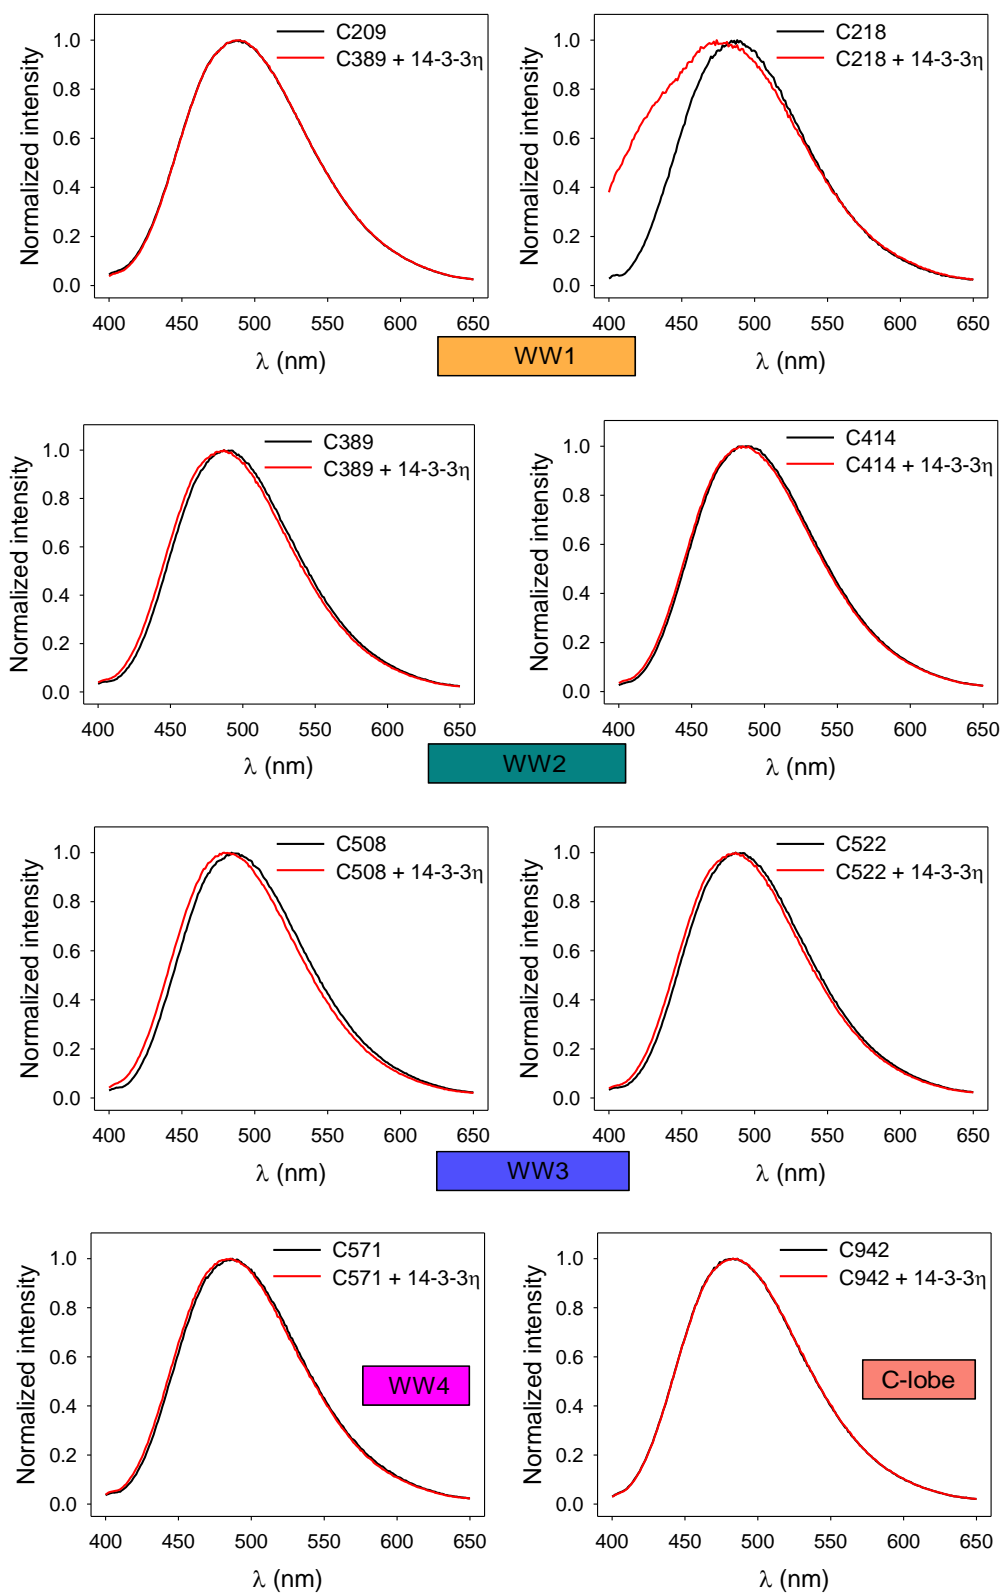 C209
C389 + 14-3-3η
Normalized intensity
1.0
0.8
0.6
0.4
0.2
0.0
400 450 500 550 600 650
λ (nm)
C218
C218 + 14-3-3η
Normalized intensity
1.0
0.8
0.6
0.4
0.2
0.0
400 450 500 550 600 650
λ (nm)
WW1
C389
C389 + 14-3-3η
Normalized intensity
1.0
0.8
0.6
0.4
0.2
0.0
400 450 500 550 600 650
λ (nm)
C414
C414 + 14-3-3η
Normalized intensity
1.0
0.8
0.6
0.4
0.2
0.0
400 450 500 550 600 650
λ (nm)
WW2
C508
C508 + 14-3-3η
Normalized intensity
1.0
0.8
0.6
0.4
0.2
0.0
400 450 500 550 600 650
λ (nm)
C522
C522 + 14-3-3η
Normalized intensity
1.0
0.8
0.6
0.4
0.2
0.0
400 450 500 550 600 650
λ (nm)
WW3
C571
C571 + 14-3-3η
Normalized intensity
1.0
0.8
0.6
0.4
0.2
0.0
WW4
400 450 500 550 600 650
λ (nm)
C942
C942 + 14-3-3η
Normalized intensity
1.0
0.8
0.6
0.4
0.2
0.0
C-lobe
400 450 500 550 600 650
λ (nm)